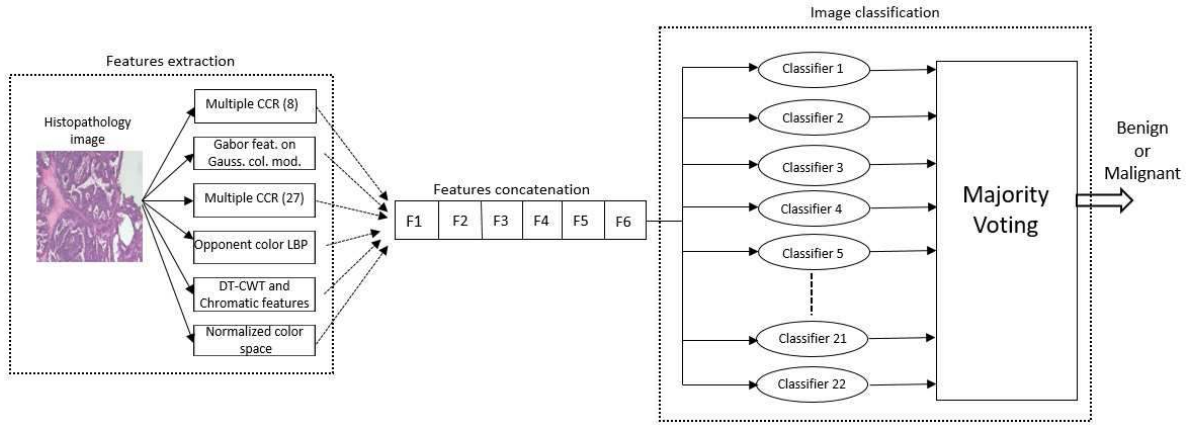 Features extraction
Histopathology
image
Multiple CCR (8)
Gabor feat. on
Gauss. col. mod.
Multiple CCR (27)
Opponent color LBP
DT-CWT and
Chromatic features
Normalized color
space
Features concatenation
F1 F2 F3 F4 F5 F6
Image classification
Classifier 1
Classifier 2
Classifier 3
Classifier 4
Classifier 5
Classifier 21
Classifier 22
Majority
Voting
Benign
or
Malignant